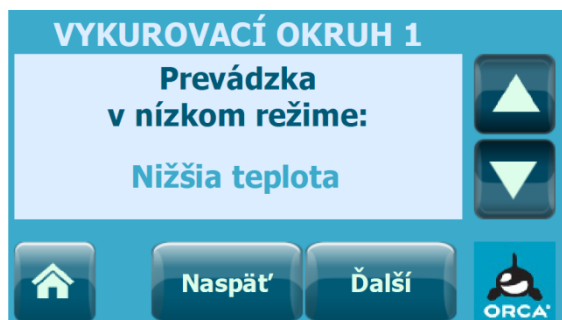 VYKUROVACÍ OKRUH 1
Prevádzka
v nízkom režime:
Nižšia teplota
Naspäť
Ďalší
ORCA